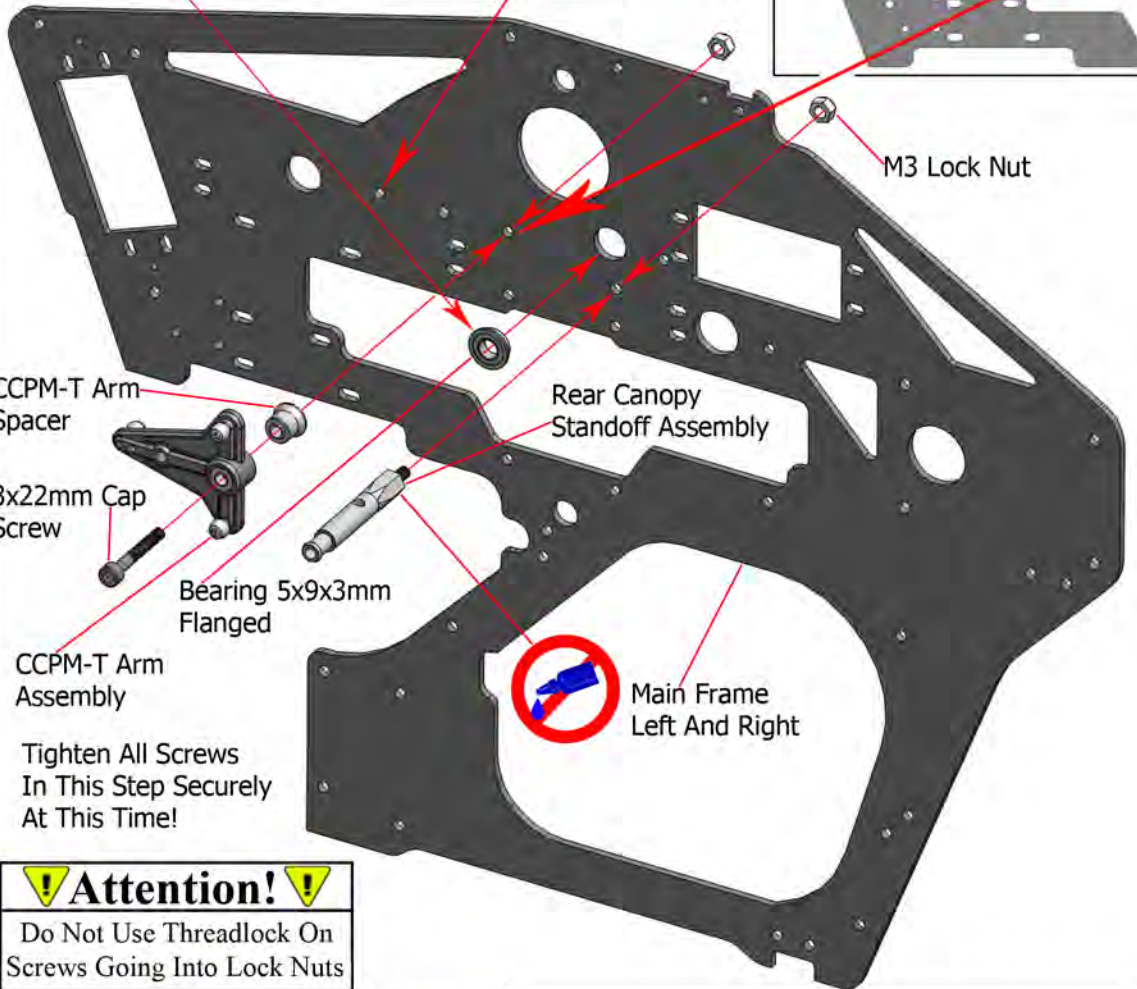 M3 Lock Nut
CCPM-T Arm
Spacer
Rear Canopy
Standoff Assembly
3x22mm Cap
Screw
Bearing 5x9x3mm
Flanged
CCPM-T Arm
Assembly
Main Frame
Left And Right
Tighten All Screws
In This Step Securely
At This Time!
! Attention! !
Do Not Use Threadlock On
Screws Going Into Lock Nuts